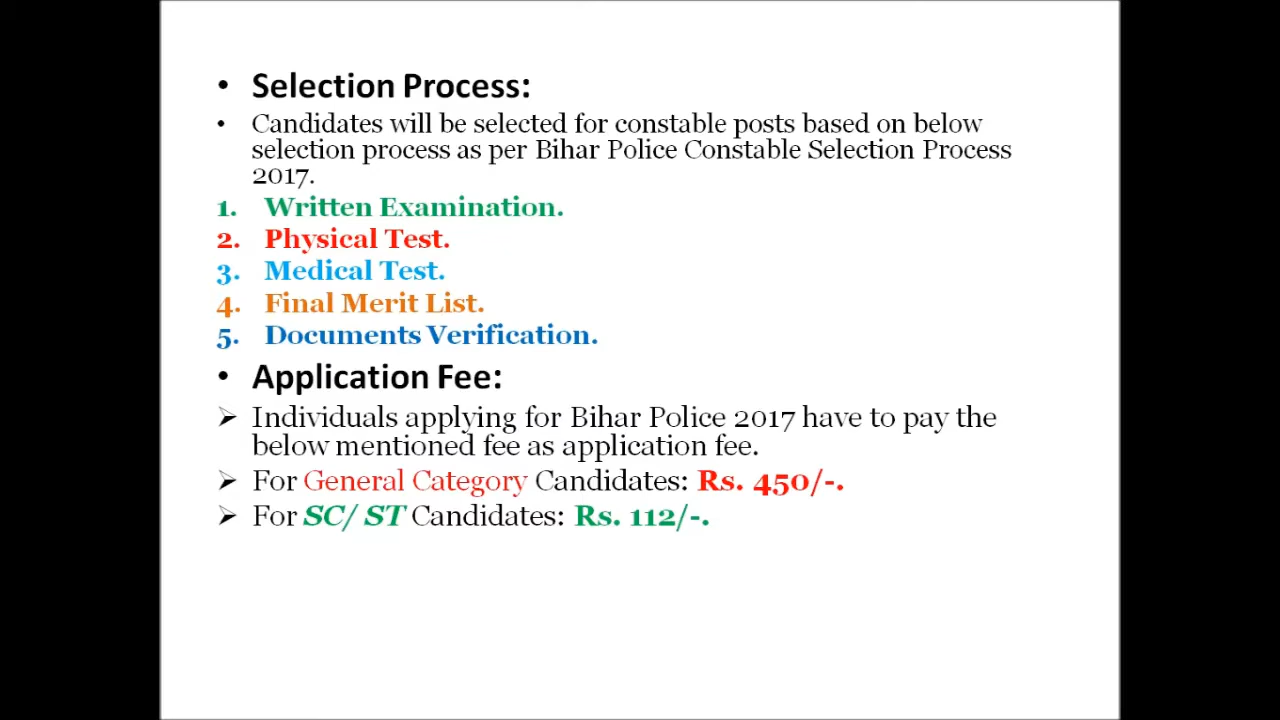 • Selection Process:
• Candidates will be selected for constable posts based on below
selection process as per Bihar Police Constable Selection Process
2017.
1. Written Examination.
2. Physical Test.
3. Medical Test.
4. Final Merit List.
5. Documents Verification.
• Application Fee:
➢ Individuals applying for Bihar Police 2017 have to pay the
below mentioned fee as application fee.
➢ For General Category Candidates: Rs. 450/-.
➢ For SC/ ST Candidates: Rs. 112/-.